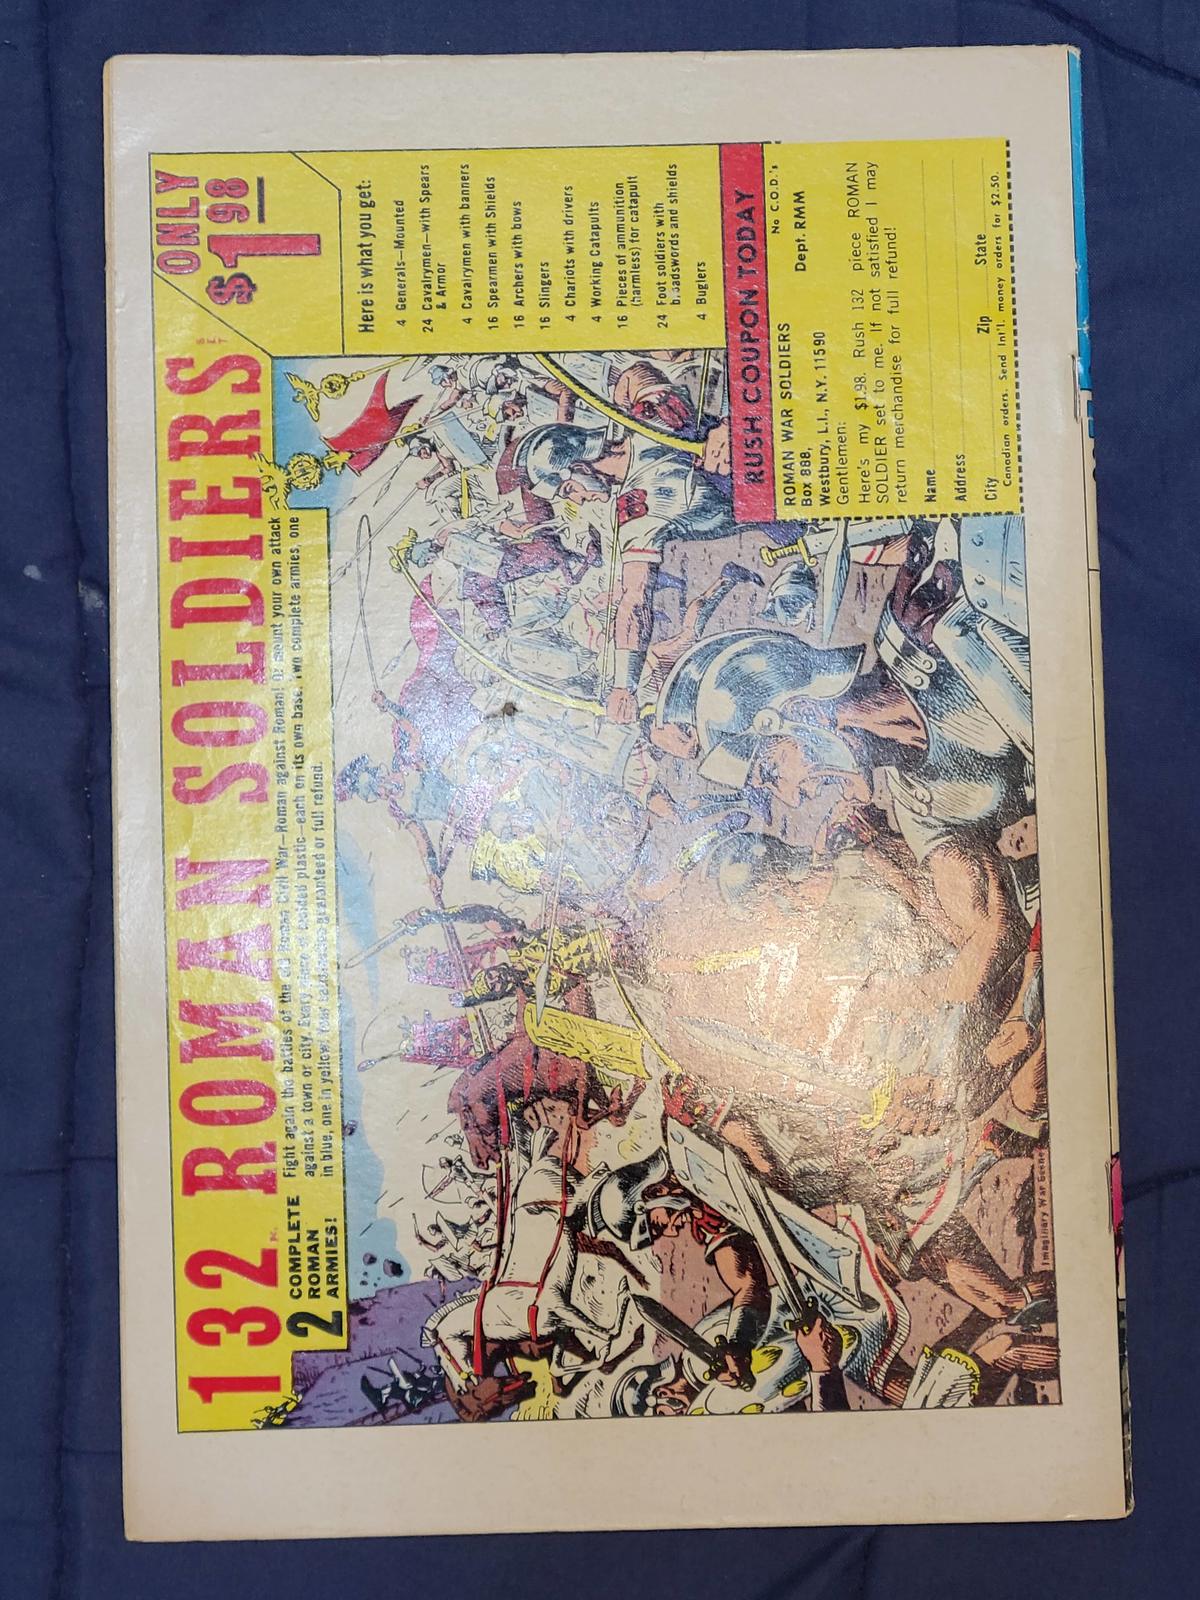 132 PC. ROMAN SOLDIERS SET
ONLY
$1.98
2 COMPLETE
ROMAN
ARMIES!
Fight again the battles of the old Roman Civil War—Roman against Roman! Or mount your own attack
against a town or city. Every piece of molded plastic—each on its own base. Two complete armies, one
in blue, one in yellow! Your satisfaction guaranteed or full refund.
Here is what you get:
4 Generals—Mounted
24 Cavalrymen—with Spears
& Armor
4 Cavalrymen with banners
16 Spearmen with Shields
16 Archers with bows
16 Slingers
4 Chariots with drivers
4 Working Catapults
16 Pieces of ammunition
(harmless) for catapult
24 Foot soldiers with
broadswords and shields
4 Buglers
RUSH COUPON TODAY
No C.O.D.'s
ROMAN WAR SOLDIERS
Box 888, Dept. RMM
Westbury, L.I., N.Y. 11590
Gentlemen:
Here's my $1.98. Rush 132 piece ROMAN
SOLDIER set to me. If not satisfied I may
return merchandise for full refund!
Name
Address
City Zip State
Canadian orders. Send Int'l. money orders for $2.50.
Imaginary War Scene